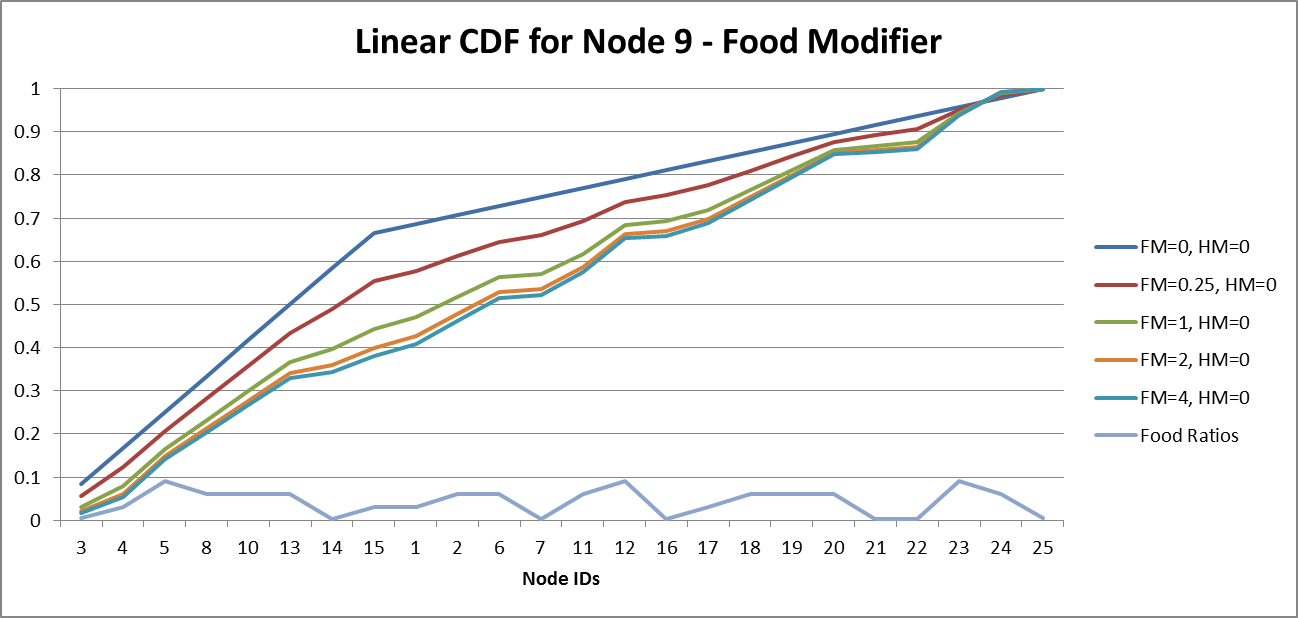 Linear CDF for Node 9 - Food Modifier
1
0.9
0.8
0.7
0.6
0.5
0.4
0.3
0.2
0.1
0
3 4 5 8 10 13 14 15 1 2 6 7 11 12 16 17 18 19 20 21 22 23 24 25
Node IDs
FM=0, HM=0
FM=0.25, HM=0
FM=1, HM=0
FM=2, HM=0
FM=4, HM=0
Food Ratios